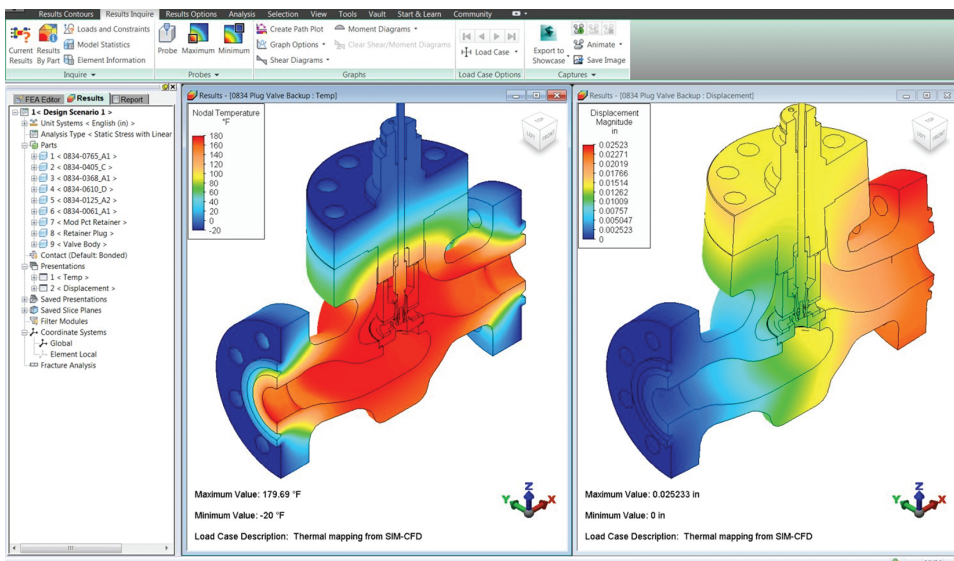 Results Contours Results Inquire Results Options Analysis Selection View Tools Vault Start & Learn Community
Current Results
Results By Part
Loads and Constraints
Model Statistics
Element Information
Inquire
Probe Maximum Minimum
Probes
Create Path Plot
Graph Options
Shear Diagrams
Moment Diagrams
Clear Shear/Moment Diagrams
Graphs
Load Case
Load Case Options
Export to Showcase
Animate
Save Image
Captures
FEA Editor Results Report
1< Design Scenario 1 >
Unit Systems < English (in) >
Analysis Type < Static Stress with Linear
Parts
1 < 0834-0765_A1 >
2 < 0834-0405_C >
3 < 0834-0368_A1 >
4 < 0834-0610_D >
5 < 0834-0125_A2 >
6 < 0834-0061_A1 >
7 < Mod Pct Retainer >
8 < Retainer Plug >
9 < Valve Body >
Contact (Default: Bonded)
Presentations
1 < Temp >
2 < Displacement >
Saved Presentations
Saved Slice Planes
Filter Modules
Coordinate Systems
Global
Element Local
Fracture Analysis
Results - [0834 Plug Valve Backup : Temp]
Nodal Temperature
°F
180
160
140
120
100
80
60
40
20
0
-20
TOP
LEFT
FRONT
Z
Y
X
Maximum Value: 179.69 °F
Minimum Value: -20 °F
Load Case Description: Thermal mapping from SIM-CFD
Results - [0834 Plug Valve Backup : Displacement]
Displacement
Magnitude
in
0.02523
0.02271
0.02019
0.01766
0.01514
0.01262
0.01009
0.00757
0.005047
0.002523
0
TOP
LEFT
FRONT
Z
Y
X
Maximum Value: 0.025233 in
Minimum Value: 0 in
Load Case Description: Thermal mapping from SIM-CFD